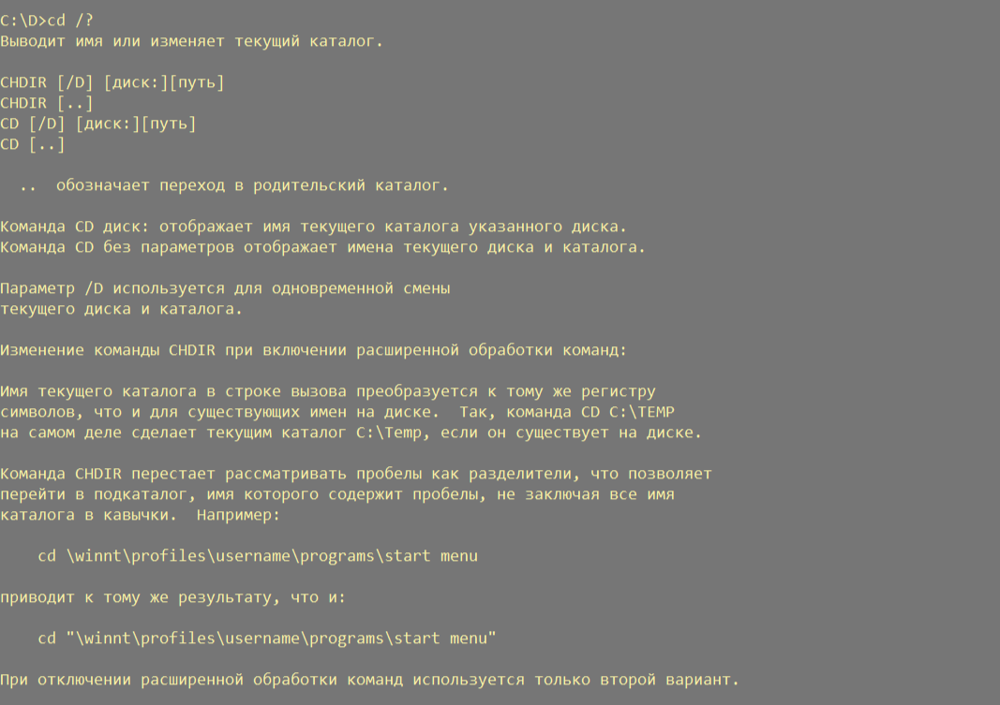 C:\D>cd /?
Выводит имя или изменяет текущий каталог.
CHDIR [/D] [диск:][путь]
CHDIR [..]
CD [/D] [диск:][путь]
CD [..]
.. обозначает переход в родительский каталог.
Команда CD диск: отображает имя текущего каталога указанного диска.
Команда CD без параметров отображает имена текущего диска и каталога.
Параметр /D используется для одновременной смены
текущего диска и каталога.
Изменение команды CHDIR при включении расширенной обработки команд:
Имя текущего каталога в строке вызова преобразуется к тому же регистру
символов, что и для существующих имен на диске.  Так, команда CD C:\TEMP
на самом деле сделает текущим каталог C:\Temp, если он существует на диске.
Команда CHDIR перестает рассматривать пробелы как разделители, что позволяет
перейти в подкаталог, имя которого содержит пробелы, не заключая все имя
каталога в кавычки.  Например:
cd \winnt\profiles\username\programs\start menu
приводит к тому же результату, что и:
cd "\winnt\profiles\username\programs\start menu"
При отключении расширенной обработки команд используется только второй вариант.